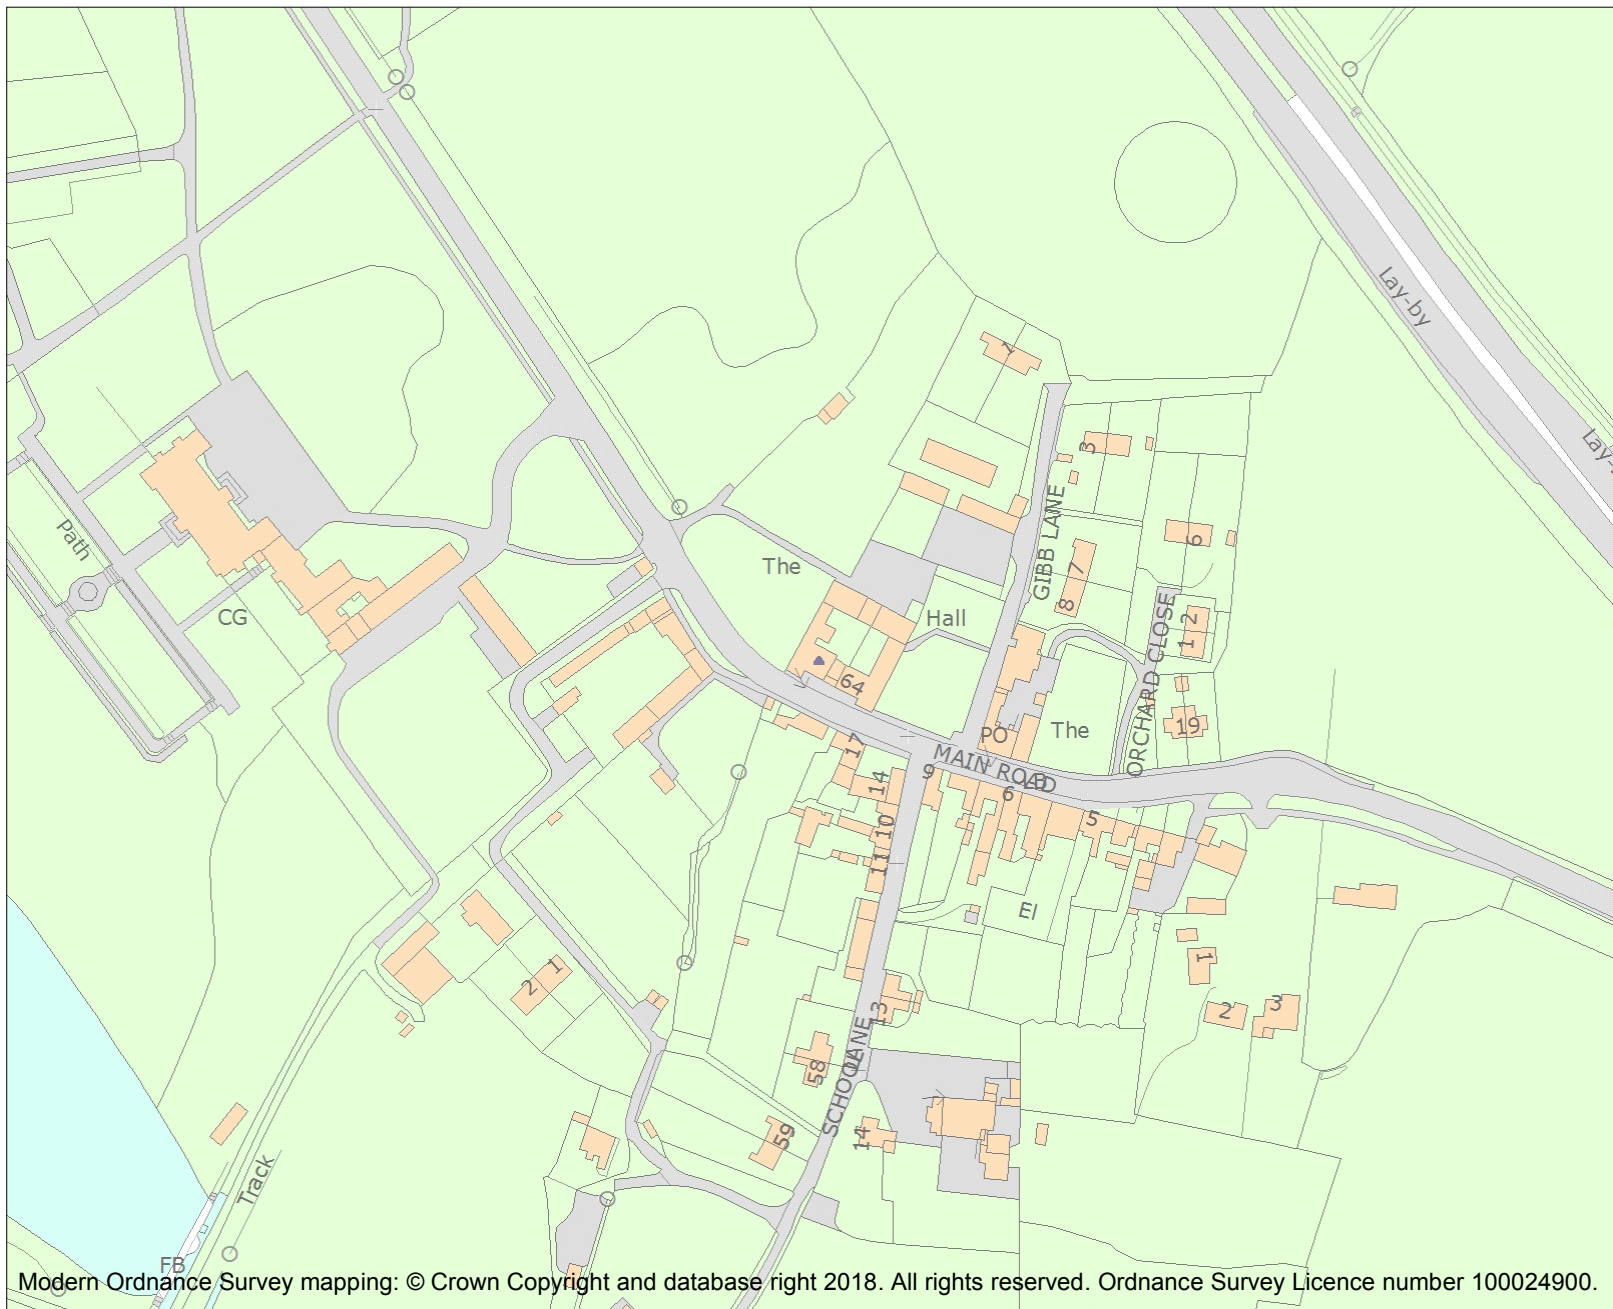 Lay-by
Lay-
1
3
Path
GIBB LANE
6
The
7
8
CG
Hall
2
1
ORCHARD CLOSE
64
19
PO
The
17
MAIN ROAD
LB
9
14
6
5
10
11
El
1
2
1
2
3
13
SCHOOL LANE
58
59
14
Track
FB
Modern Ordnance Survey mapping: © Crown Copyright and database right 2018. All rights reserved. Ordnance Survey Licence number 100024900.